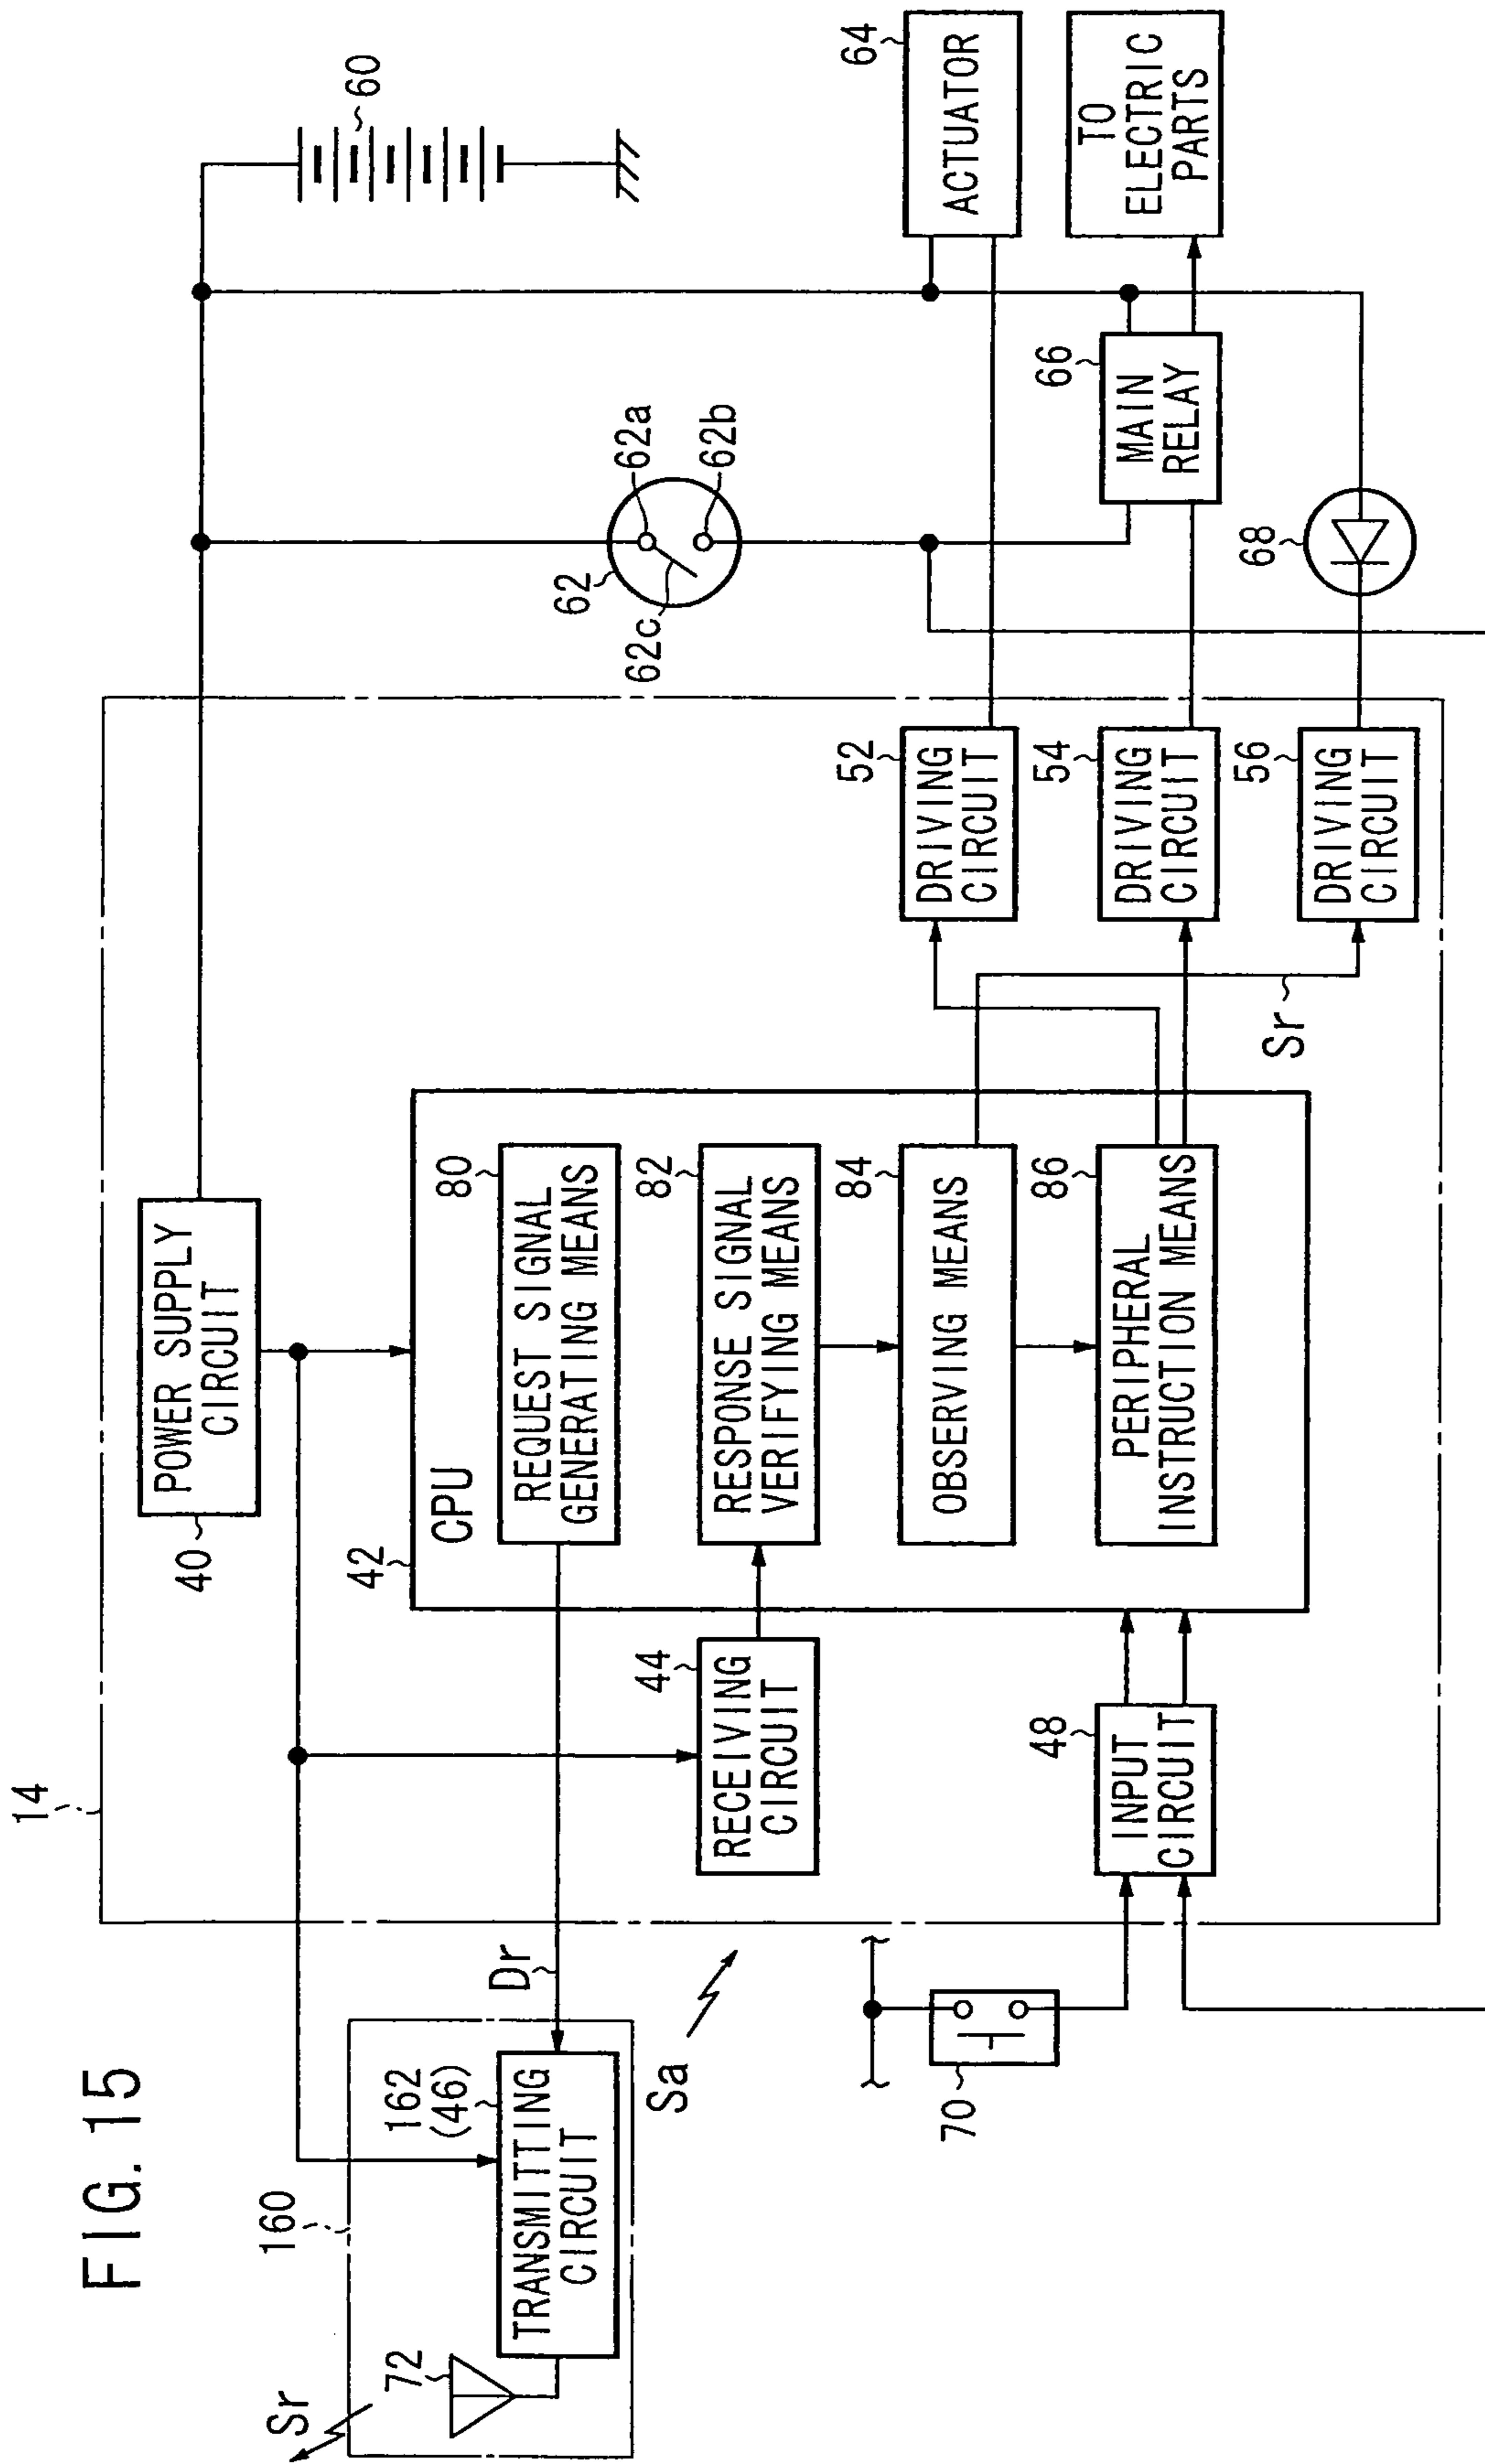 FIG. 15
14
160
Sr
72
162
(46)
TRANSMITTING
CIRCUIT
Dr
Sa
70
40
POWER SUPPLY
CIRCUIT
42
CPU
80
REQUEST SIGNAL
GENERATING MEANS
44
RECEIVING
CIRCUIT
82
RESPONSE SIGNAL
VERIFYING MEANS
84
OBSERVING MEANS
48
INPUT
CIRCUIT
86
PERIPHERAL
INSTRUCTION MEANS
Sr
52
DRIVING
CIRCUIT
54
DRIVING
CIRCUIT
56
DRIVING
CIRCUIT
60
62
62a
62b
62c
64
ACTUATOR
66
MAIN
RELAY
TO
ELECTRIC
PARTS
68